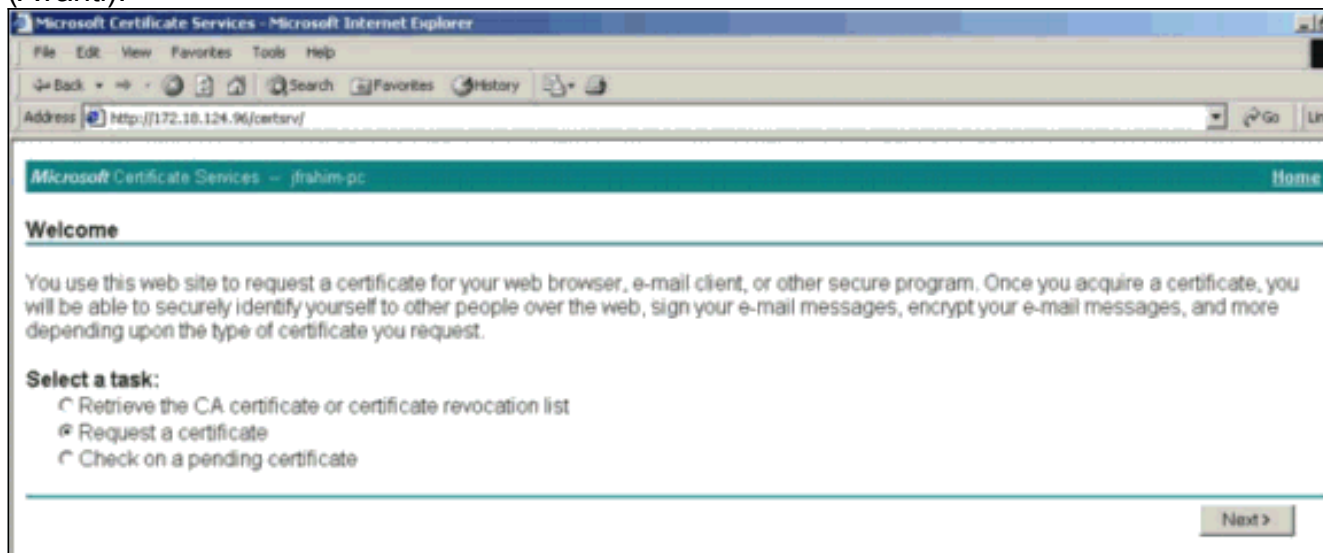 Microsoft Certificate Services - Microsoft Internet Explorer
File Edit View Favorites Tools Help
Back Search Favorites History
Address http://172.18.124.96/certsrv/ Go
Microsoft Certificate Services -- jfrahim-pc Home
Welcome
You use this web site to request a certificate for your web browser, e-mail client, or other secure program. Once you acquire a certificate, you
will be able to securely identify yourself to other people over the web, sign your e-mail messages, encrypt your e-mail messages, and more
depending upon the type of certificate you request.
Select a task:
Retrieve the CA certificate or certificate revocation list
Request a certificate
Check on a pending certificate
Next >